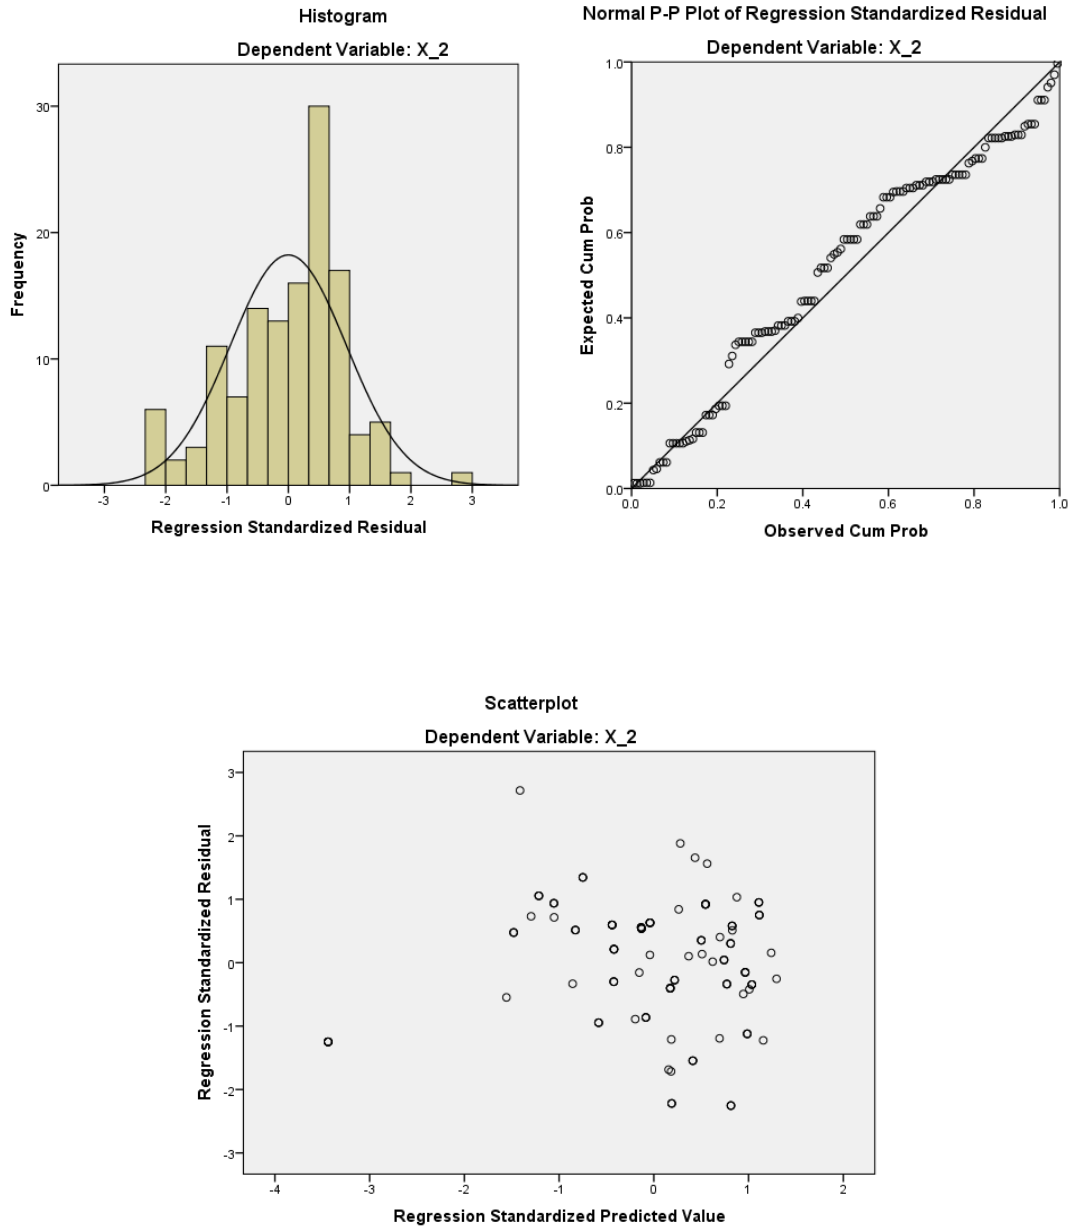 Histogram
Dependent Variable: X_2
Frequency
30
20
10
0
-3 -2 -1 0 1 2 3
Regression Standardized Residual
Normal P-P Plot of Regression Standardized Residual
Dependent Variable: X_2
Expected Cum Prob
1.0
0.8
0.6
0.4
0.2
0.0
0.0 0.2 0.4 0.6 0.8 1.0
Observed Cum Prob
Scatterplot
Dependent Variable: X_2
Regression Standardized Residual
3
2
1
0
-1
-2
-3
-4 -3 -2 -1 0 1 2
Regression Standardized Predicted Value